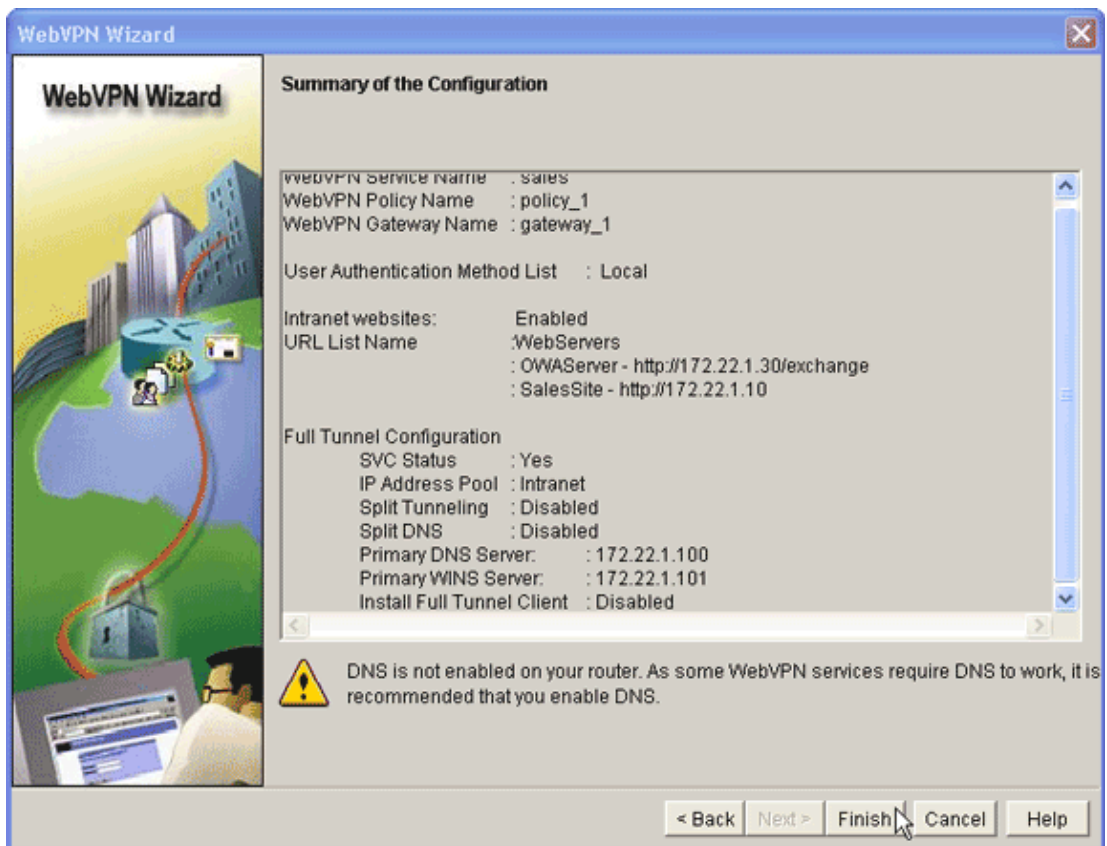 WebVPN Wizard
WebVPN Wizard
Summary of the Configuration
WebVPN Service Name : sales
WebVPN Policy Name : policy_1
WebVPN Gateway Name : gateway_1
User Authentication Method List : Local
Intranet websites: Enabled
URL List Name :WebServers
: OWAServer - http://172.22.1.30/exchange
: SalesSite - http://172.22.1.10
Full Tunnel Configuration
SVC Status : Yes
IP Address Pool : Intranet
Split Tunneling : Disabled
Split DNS : Disabled
Primary DNS Server: : 172.22.1.100
Primary WINS Server: : 172.22.1.101
Install Full Tunnel Client : Disabled
DNS is not enabled on your router. As some WebVPN services require DNS to work, it is
recommended that you enable DNS.
< Back Next > Finish Cancel Help